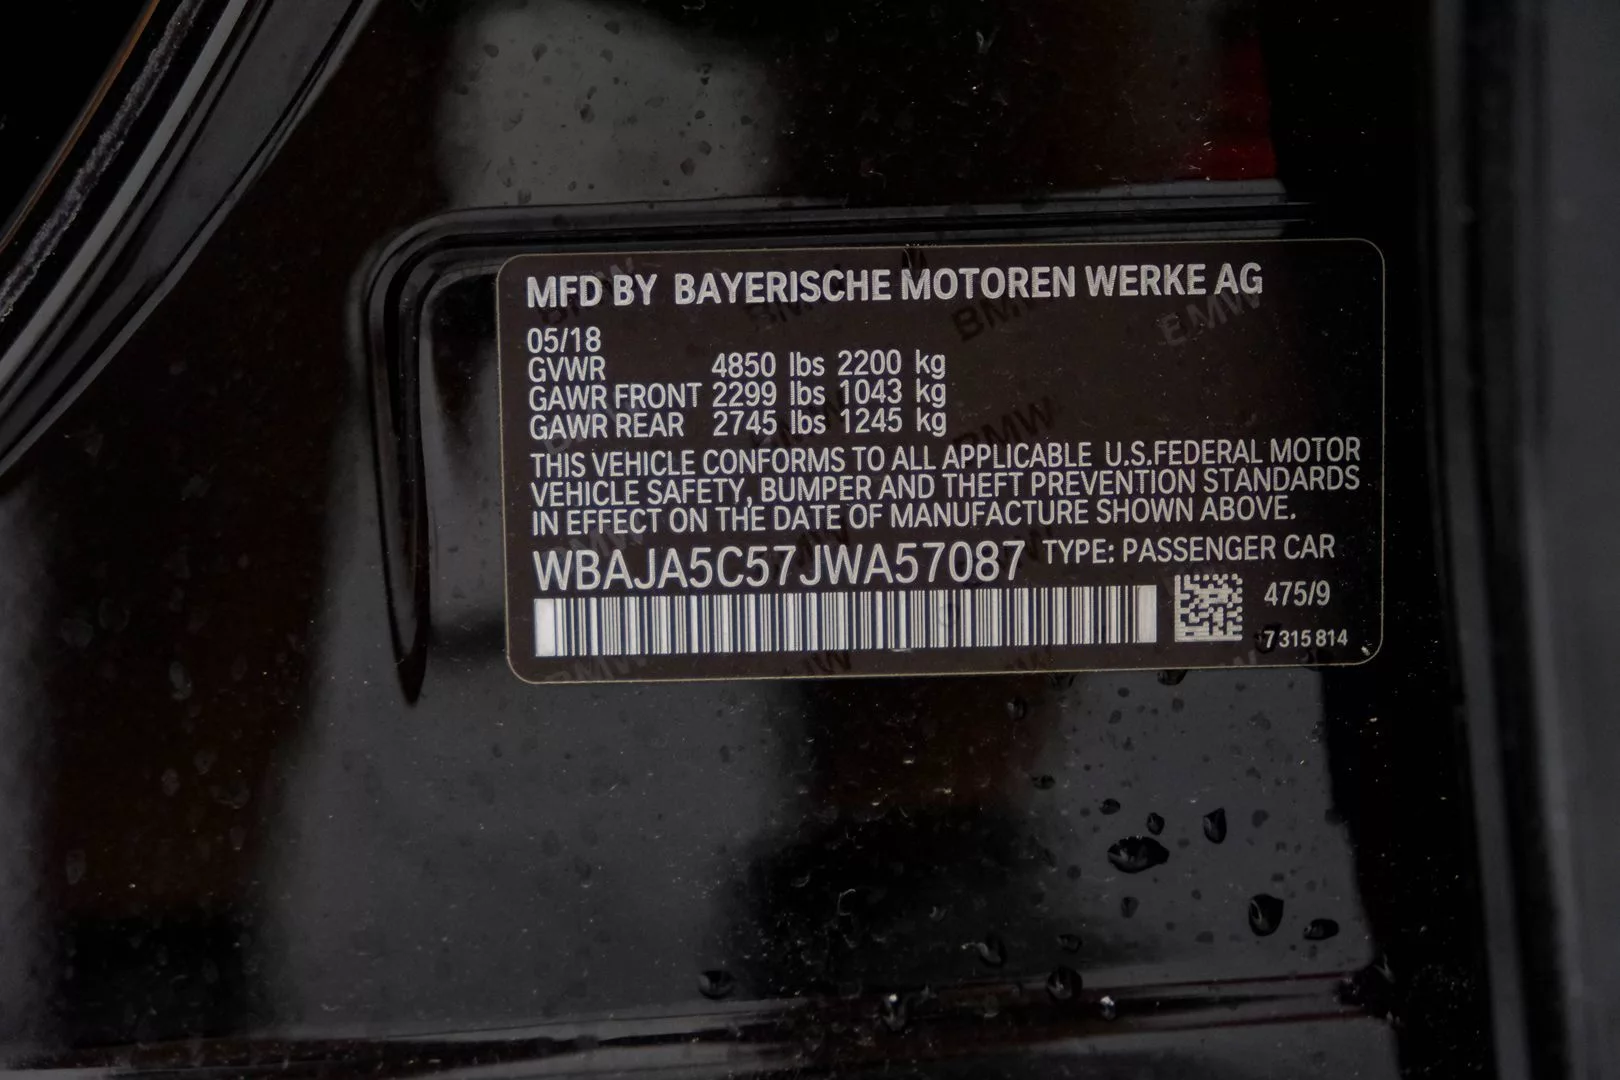 MFD BY BAYERISCHE MOTOREN WERKE AG
05/18
GVWR 4850 lbs 2200 kg
GAWR FRONT 2299 lbs 1043 kg
GAWR REAR 2745 lbs 1245 kg
THIS VEHICLE CONFORMS TO ALL APPLICABLE U.S.FEDERAL MOTOR
VEHICLE SAFETY, BUMPER AND THEFT PREVENTION STANDARDS
IN EFFECT ON THE DATE OF MANUFACTURE SHOWN ABOVE.
WBAJA5C57JWA57087 TYPE: PASSENGER CAR
475/9
7 315 814